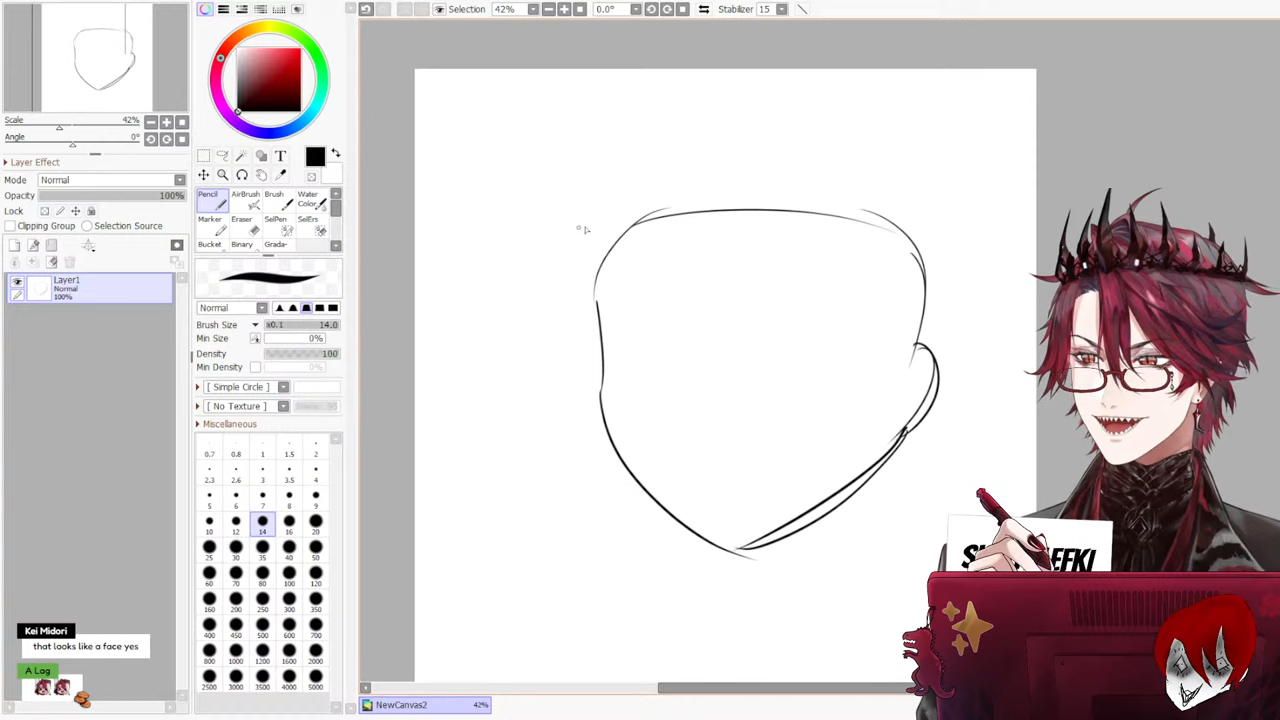 Selection 42% 0.0° Stabilizer 15
Scale 42%
Angle 0°
Layer Effect
Mode Normal
Opacity 100%
Lock
Clipping Group Selection Source
Layer1
Normal
100%
T
Pencil AirBrush Brush Water Color
Marker Eraser SelPen SelErs
Bucket Binary Grada-
Normal
Brush Size x0.1 14.0
Min Size 0%
Density 100
Min Density 0%
[ Simple Circle ]
[ No Texture ]
Miscellaneous
0.7 0.8 1 1.5 2
2.3 2.6 3 3.5 4
5 6 7 8 9
10 12 14 16 20
25 30 35 40 50
60 70 80 100 120
160 200 250 300 350
400 450 500 600 700
800 1000 1200 1600 2000
2500 3000 3500 4000 5000
Kei Midori
that looks like a face yes
A Lag
NewCanvas2 42%